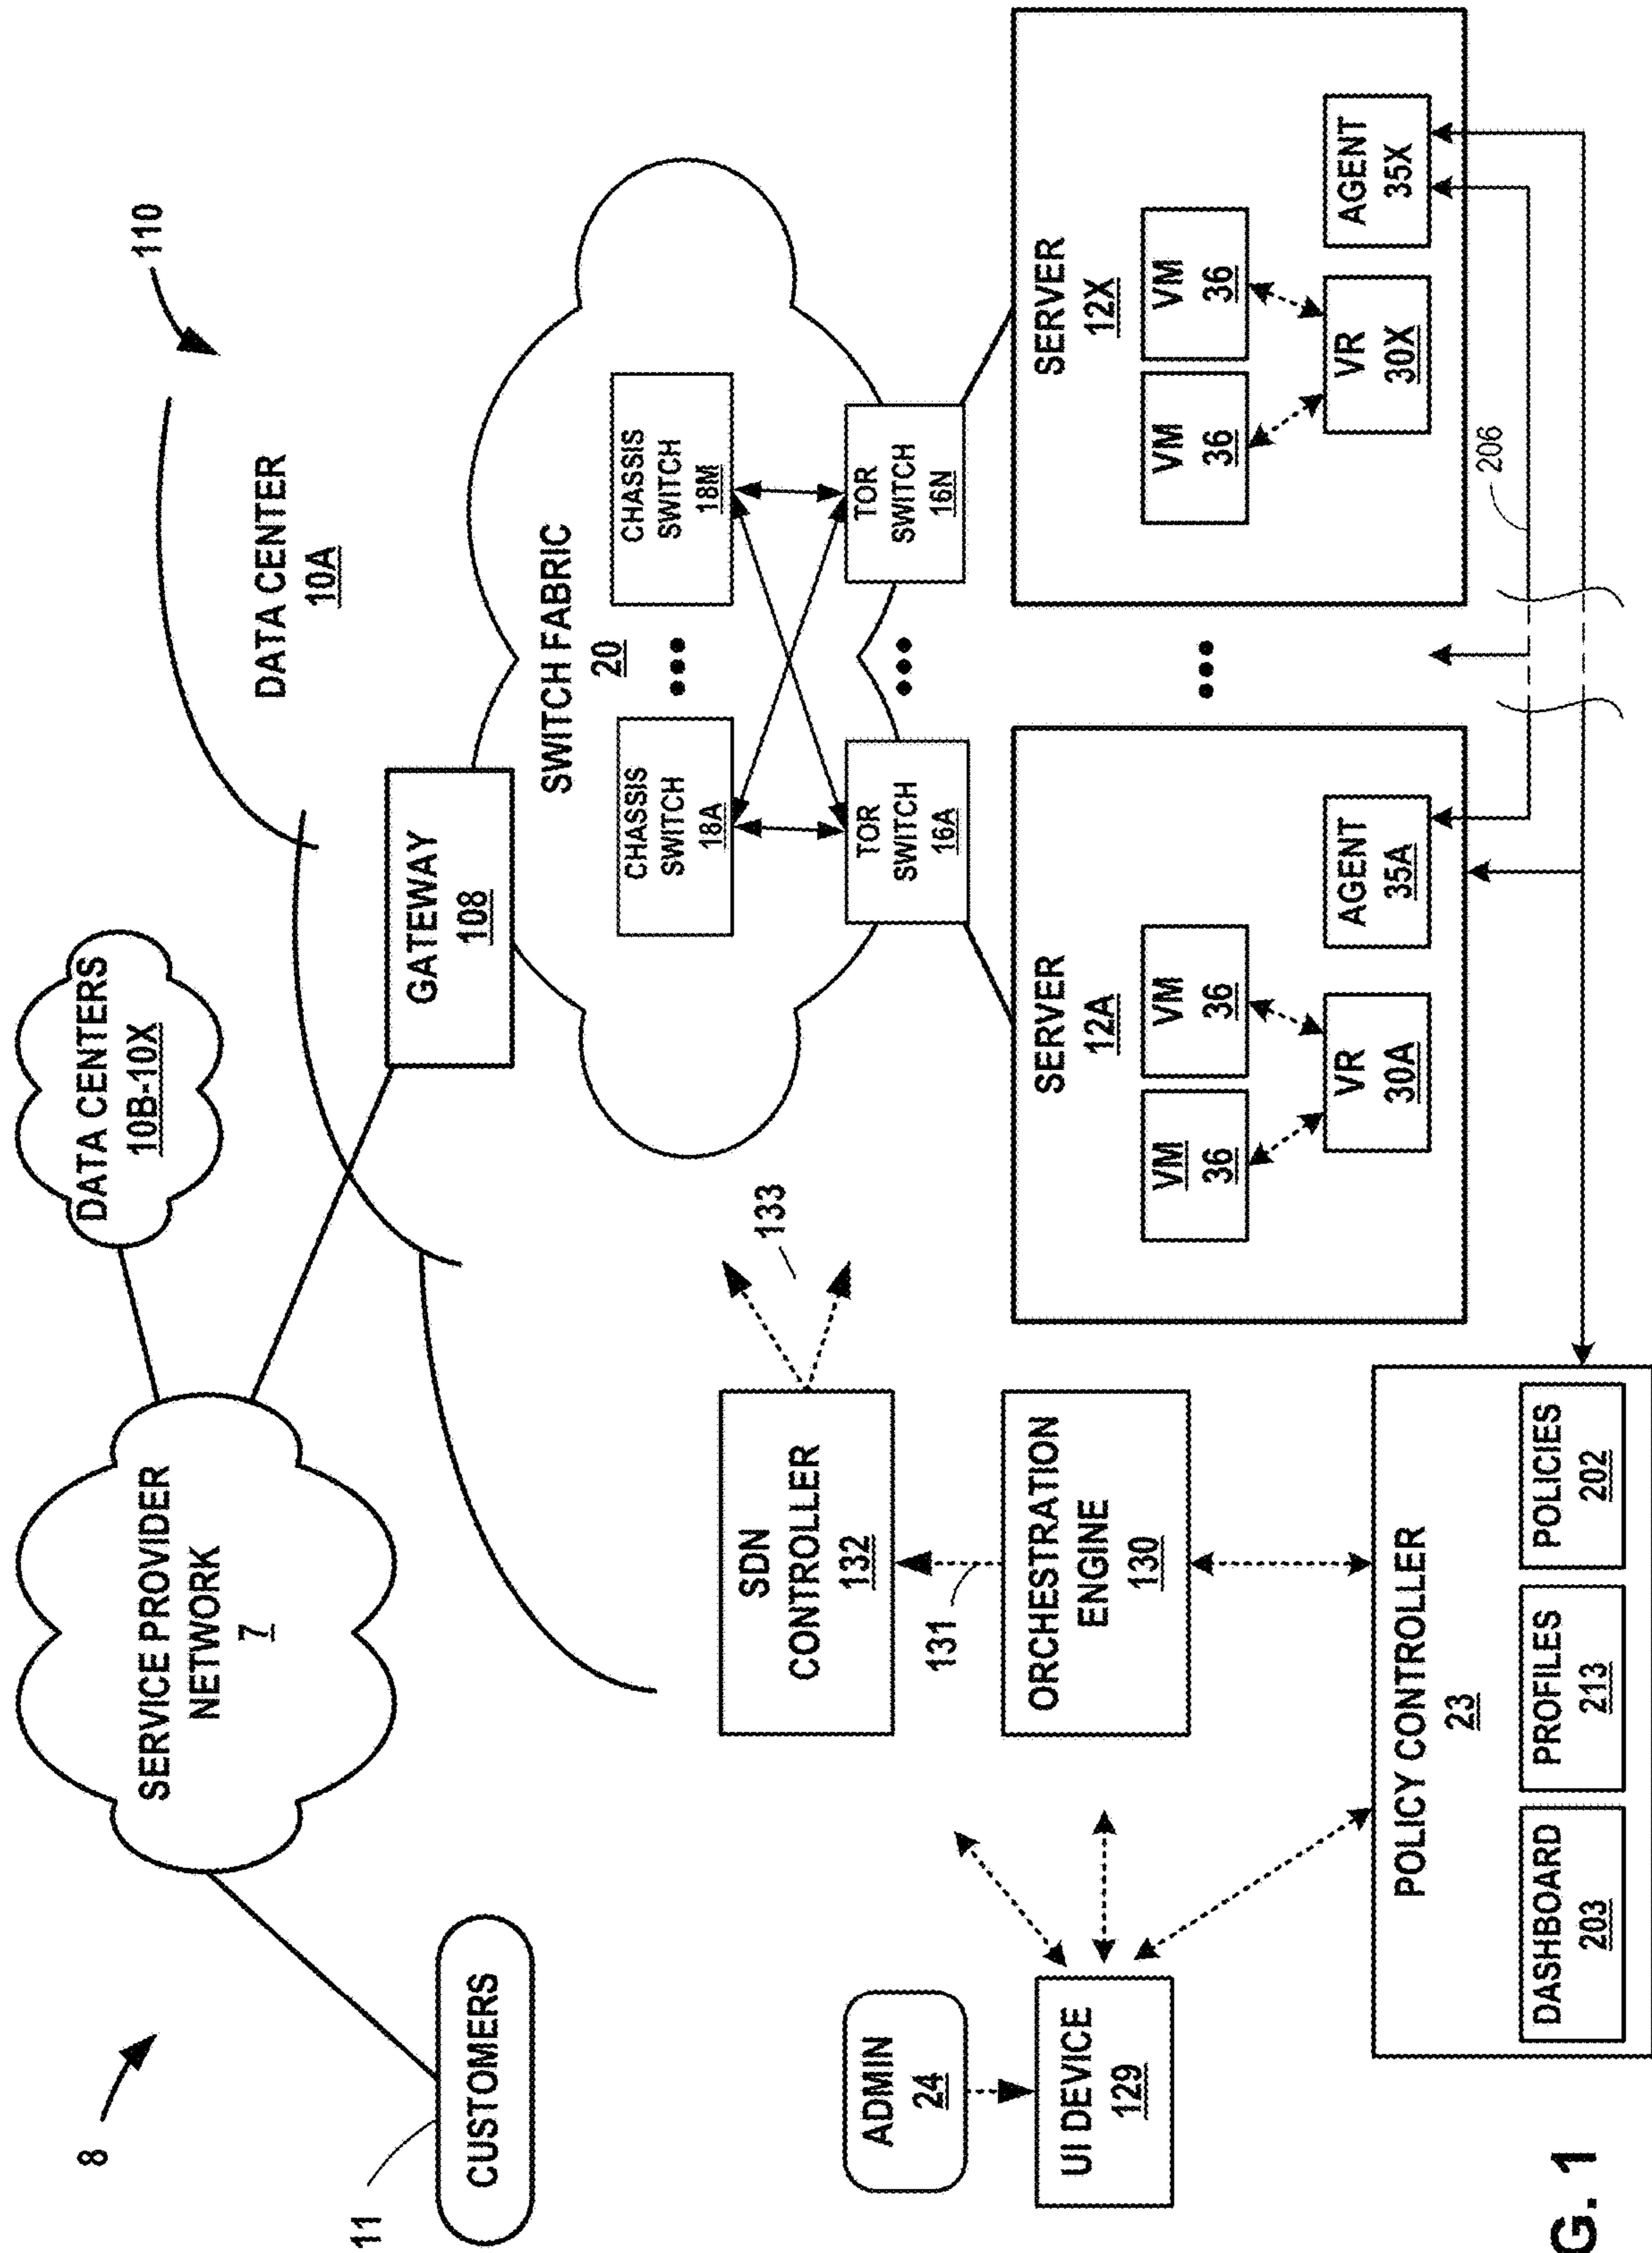 8
110
DATA CENTERS
10B-10X
SERVICE PROVIDER
NETWORK
7
DATA CENTER
10A
11
CUSTOMERS
GATEWAY
108
SWITCH FABRIC
20
CHASSIS
SWITCH
18A
•••
CHASSIS
SWITCH
18M
TOR
SWITCH
16A
•••
TOR
SWITCH
16N
133
SDN
CONTROLLER
132
131
ORCHESTRATION
ENGINE
130
ADMIN
24
UI DEVICE
129
SERVER
12A
VM
36
VM
36
VR
30A
AGENT
35A
•••
SERVER
12X
VM
36
VM
36
VR
30X
AGENT
35X
206
POLICY CONTROLLER
23
DASHBOARD
203
PROFILES
213
POLICIES
202
G. 1